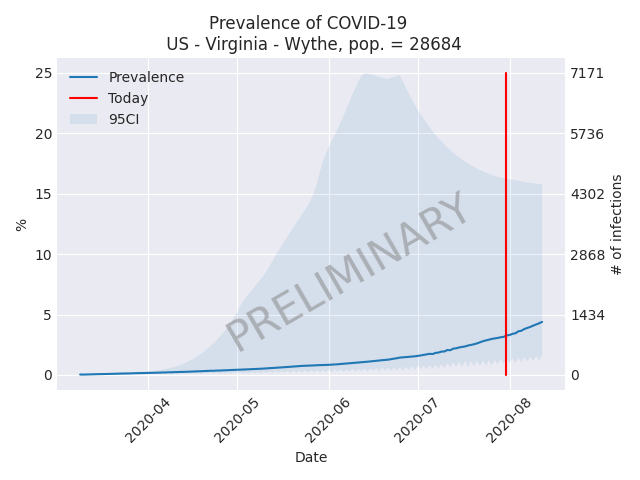 Prevalence of COVID-19
US - Virginia - Wythe, pop. = 28684
Prevalence
Today
95CI
PRELIMINARY
25
20
15
10
5
0
%
7171
5736
4302
2868
1434
0
# of infections
2020-04
2020-05
2020-06
2020-07
2020-08
Date